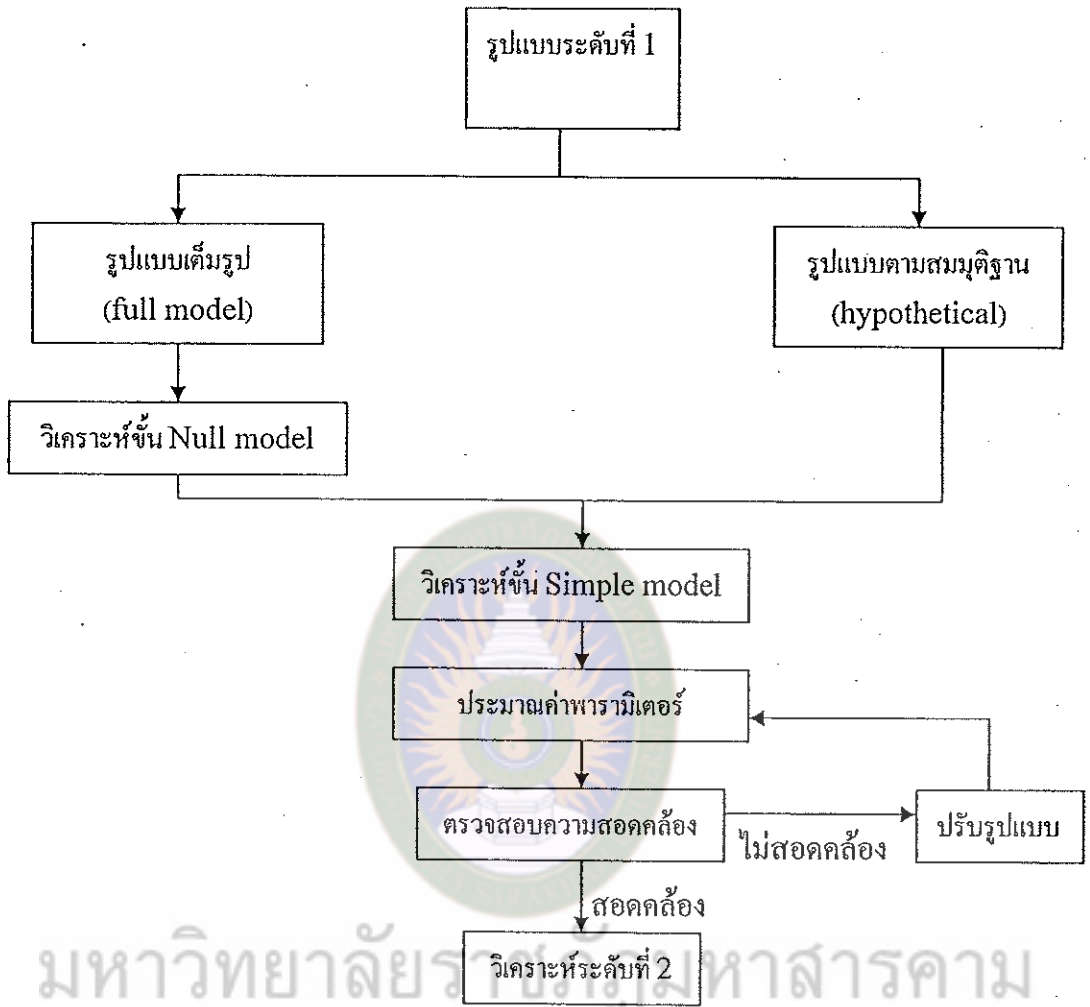 รูปแบบระดับที่ 1
รูปแบบเต็มรูป
(full model)
รูปแบบตามสมมุติฐาน
(hypothetical)
วิเคราะห์ขั้น Null model
วิเคราะห์ขั้น Simple model
ประมาณค่าพารามิเตอร์
ตรวจสอบความสอดคล้อง
ไม่สอดคล้อง
ปรับรูปแบบ
สอดคล้อง
วิเคราะห์ระดับที่ 2
มหาวิทยาลัยราชภัฏมหาสารคาม